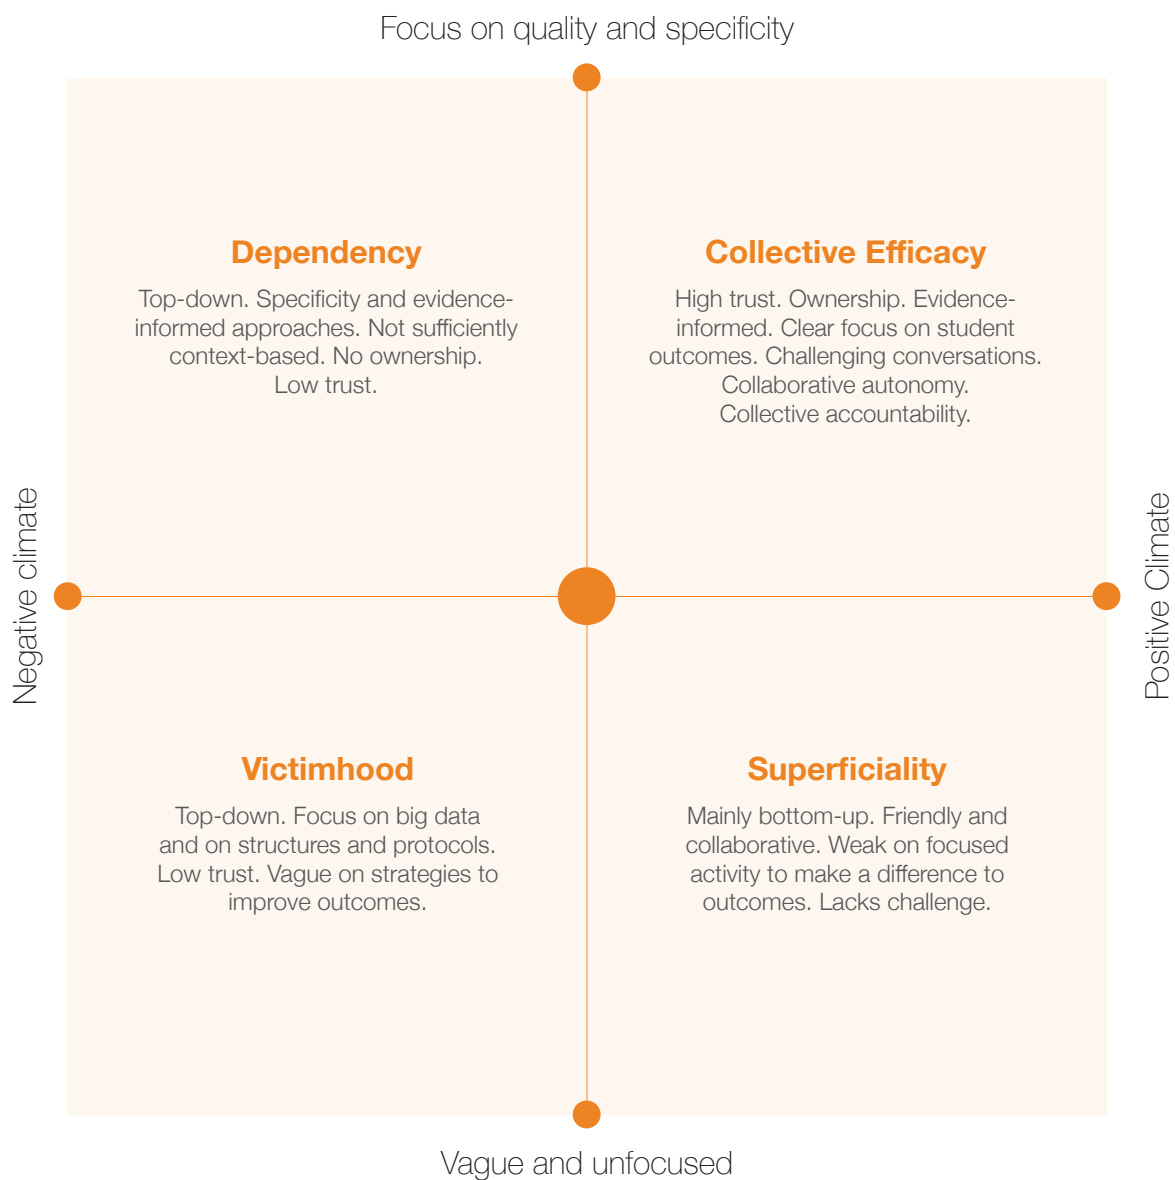 Focus on quality and specificity
Dependency
Top-down. Specificity and evidence-
informed approaches. Not sufficiently
context-based. No ownership.
Low trust.
Collective Efficacy
High trust. Ownership. Evidence-
informed. Clear focus on student
outcomes. Challenging conversations.
Collaborative autonomy.
Collective accountability.
Negative climate
Positive Climate
Victimhood
Top-down. Focus on big data
and on structures and protocols.
Low trust. Vague on strategies to
improve outcomes.
Superficiality
Mainly bottom-up. Friendly and
collaborative. Weak on focused
activity to make a difference to
outcomes. Lacks challenge.
Vague and unfocused